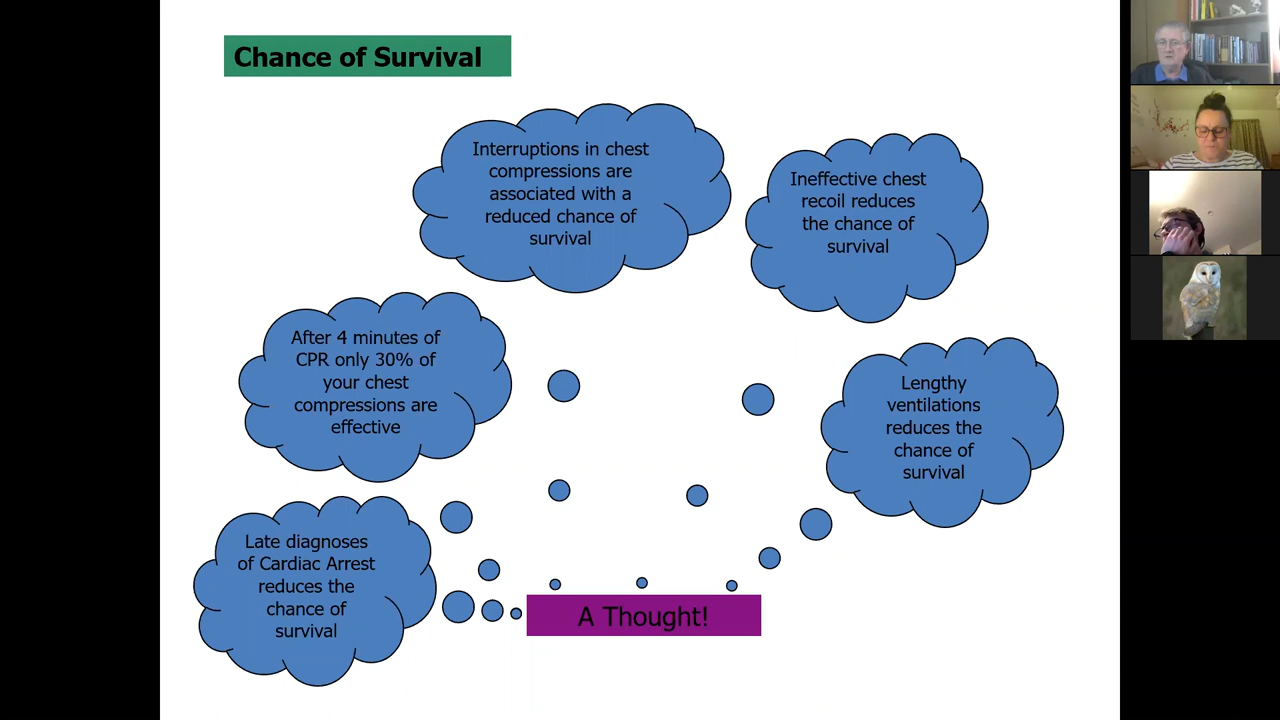 Chance of Survival
Interruptions in chest
compressions are
associated with a
reduced chance of
survival
Ineffective chest
recoil reduces
the chance of
survival
After 4 minutes of
CPR only 30% of
your chest
compressions are
effective
Lengthy
ventilations
reduces the
chance of
survival
Late diagnoses
of Cardiac Arrest
reduces the
chance of
survival
A Thought!